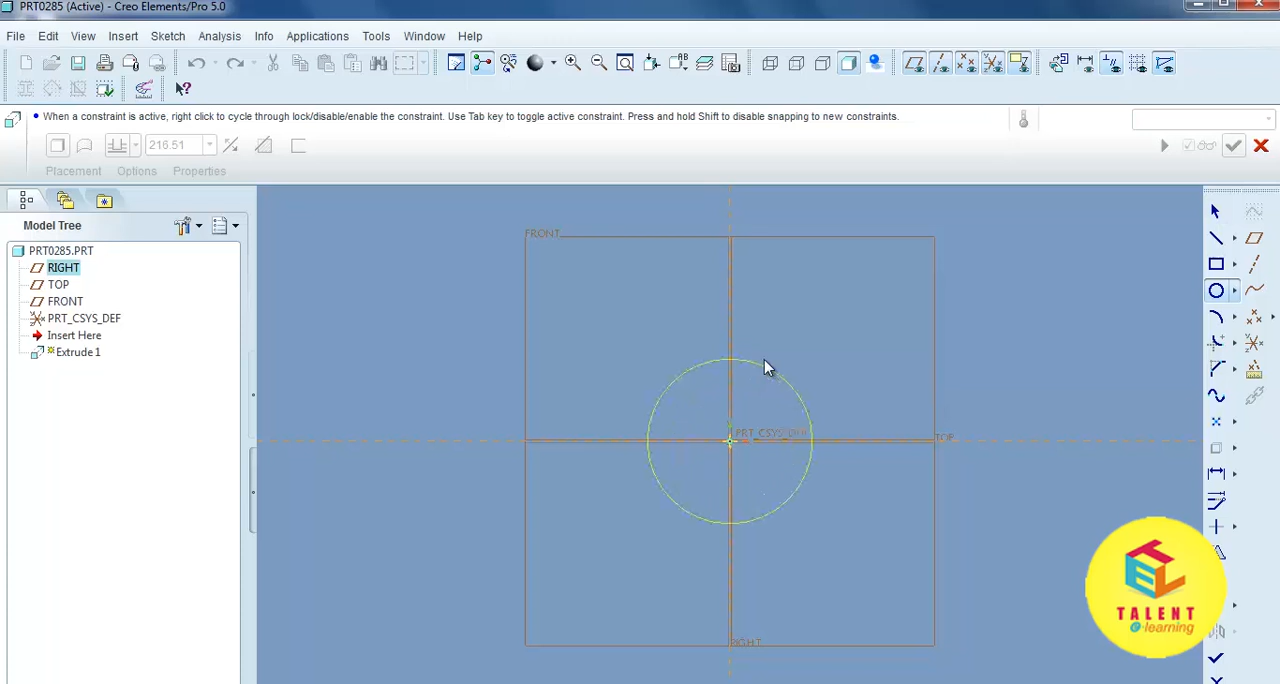 PRT0285 (Active) - Creo Elements/Pro 5.0
File Edit View Insert Sketch Analysis Info Applications Tools Window Help
When a constraint is active, right click to cycle through lock/disable/enable the constraint. Use Tab key to toggle active constraint. Press and hold Shift to disable snapping to new constraints.
216.51
Placement Options Properties
Model Tree
PRT0285.PRT
RIGHT
TOP
FRONT
PRT_CSYS_DEF
Insert Here
Extrude 1
FRONT
PRT_CSYS_DEF
TOP
RIGHT
TEL
TALENT
e-learning